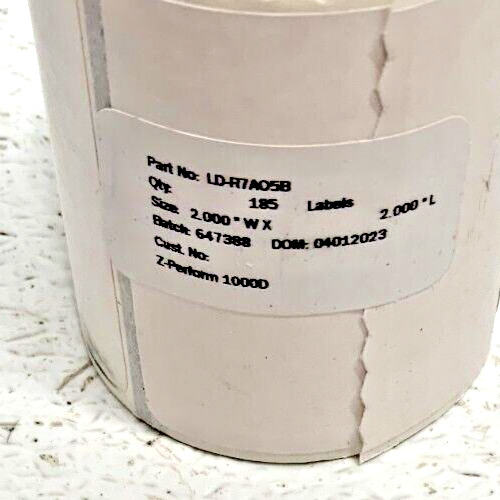 Part No: LD-R7AO5B
Qty: 185 Labels
Size: 2.000 " W X 2.000 " L
Batch: 647388 DOM: 04012023
Cust. No:
Z-Perform 1000D